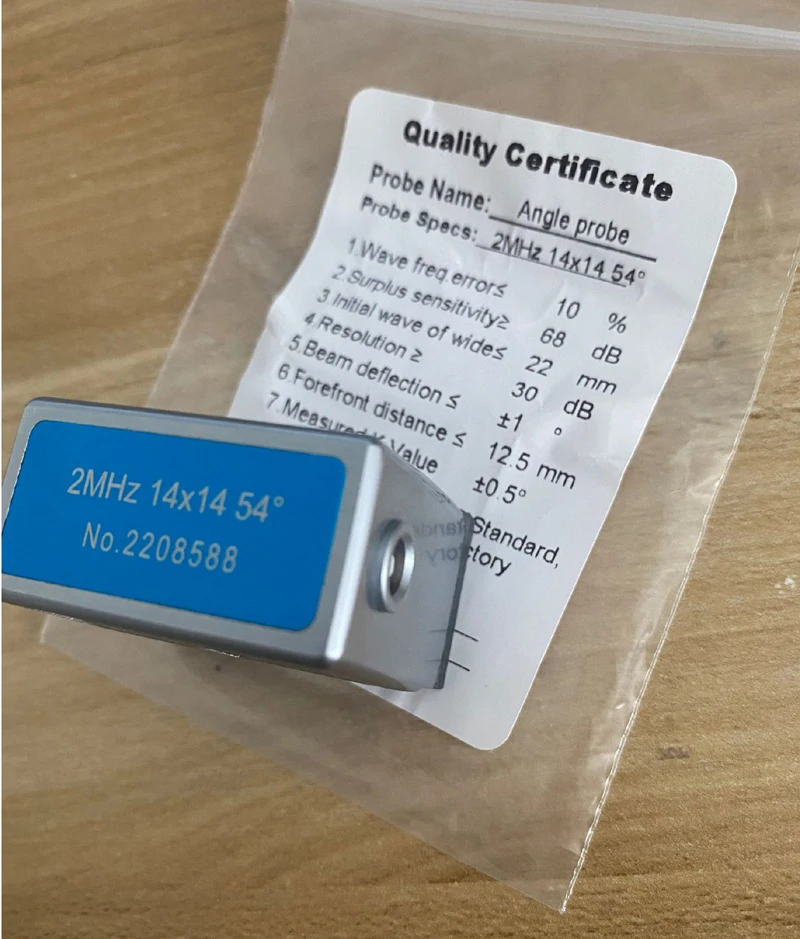 Quality Certificate
Probe Name: Angle probe
Probe Specs: 2MHz 14x14 54°
1.Wave freq.error≤ 10 %
2.Surplus sensitivity≥ 68 dB
3.Initial wave of wide≤ 22 mm
4.Resolution ≥ 30 dB
5.Beam deflection ≤ ±1 °
6.Forefront distance ≤ 12.5 mm
7.Measured K Value ±0.5°
Standard,
2MHz 14x14 54°
No.2208588